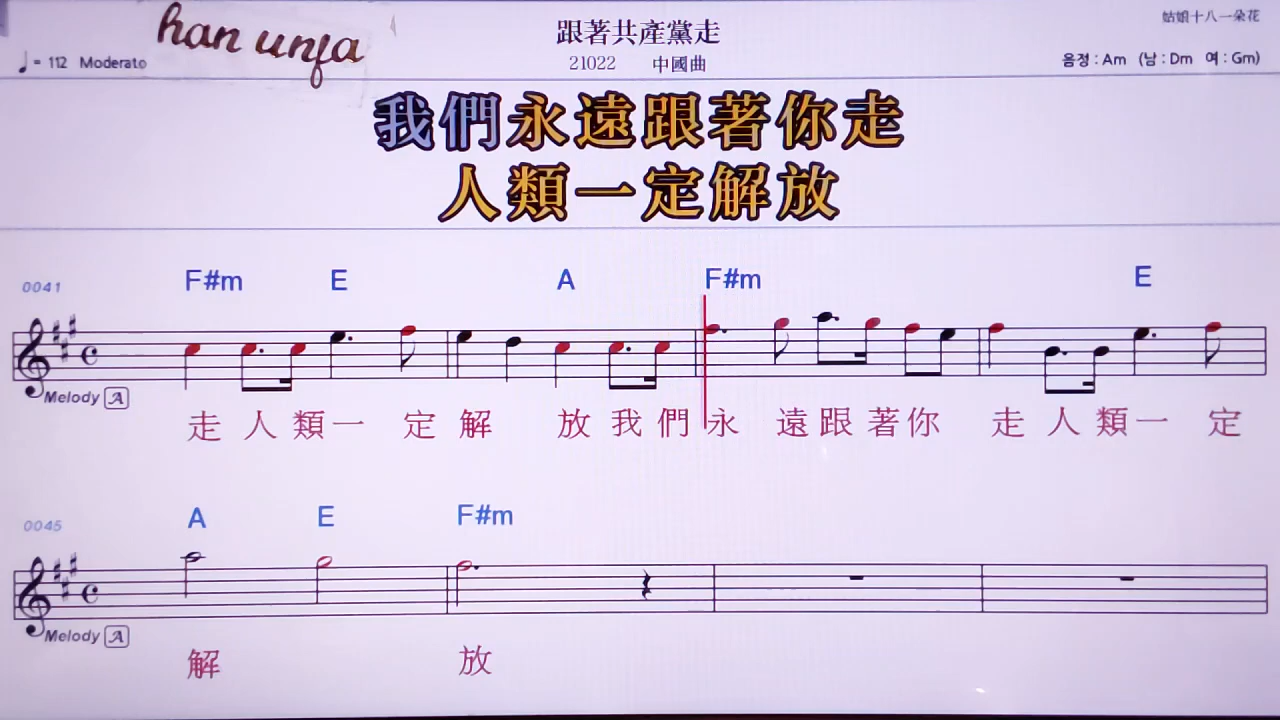 han unfa
跟著共產黨走
姑娘十八一朵花
♩= 112 Moderato
21022 中國曲
음정 : Am (남 : Dm 여 : Gm)
我們永遠跟著你走
人類一定解放
0041 F#m E A F#m E
Melody A
走 人 類 一 定 解 放 我 們 永 遠 跟 著 你 走 人 類 一 定
0045 A E F#m
Melody A
解 放